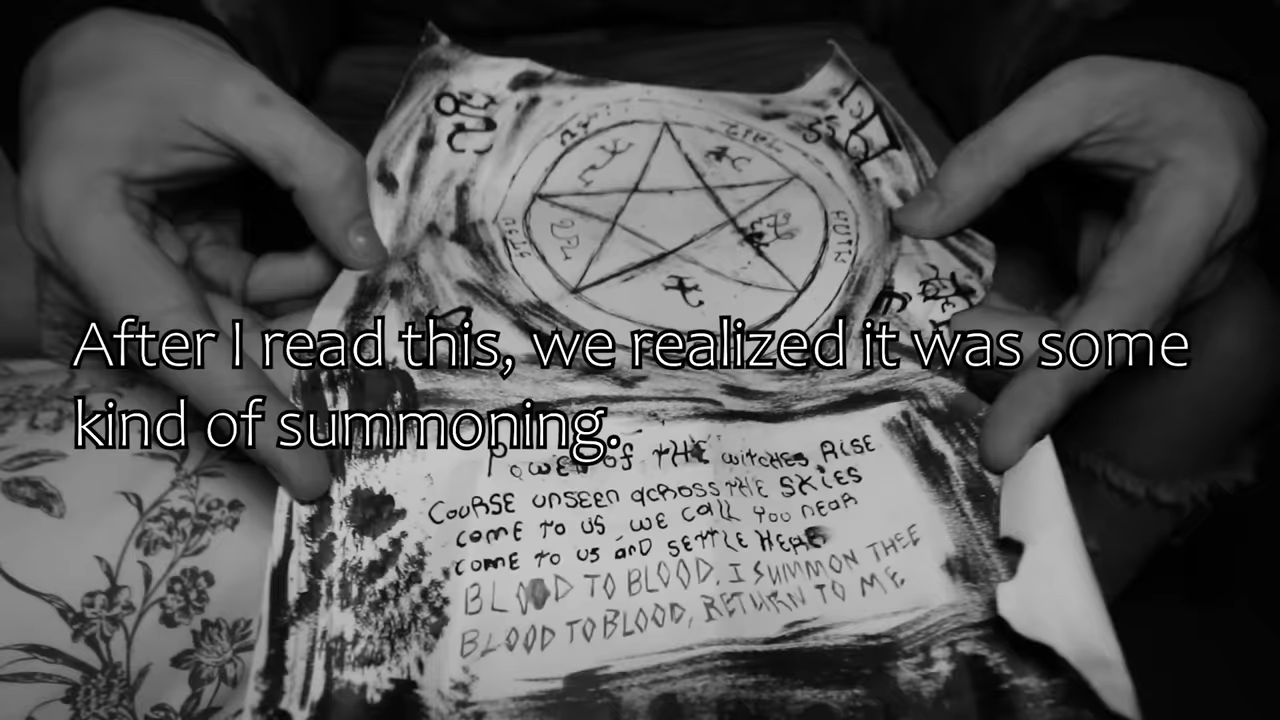 After I read this, we realized it was some
kind of summoning.
POWER OF THE WITCHES RISE
COURSE UNSEEN ACROSS THE SKIES
COME TO US WE CALL YOU NEAR
COME TO US AND SETTLE HERE
BLOOD TO BLOOD, I SUMMON THEE
BLOOD TO BLOOD, RETURN TO ME